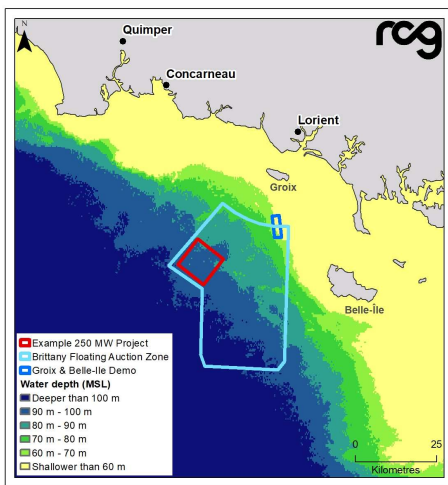 N
rcg
Quimper
Concarneau
Lorient
Groix
Belle-Île
Example 250 MW Project
Brittany Floating Auction Zone
Groix & Belle-Ile Demo
Water depth (MSL)
Deeper than 100 m
90 m - 100 m
80 m - 90 m
70 m - 80 m
60 m - 70 m
Shallower than 60 m
0 25
Kilometres